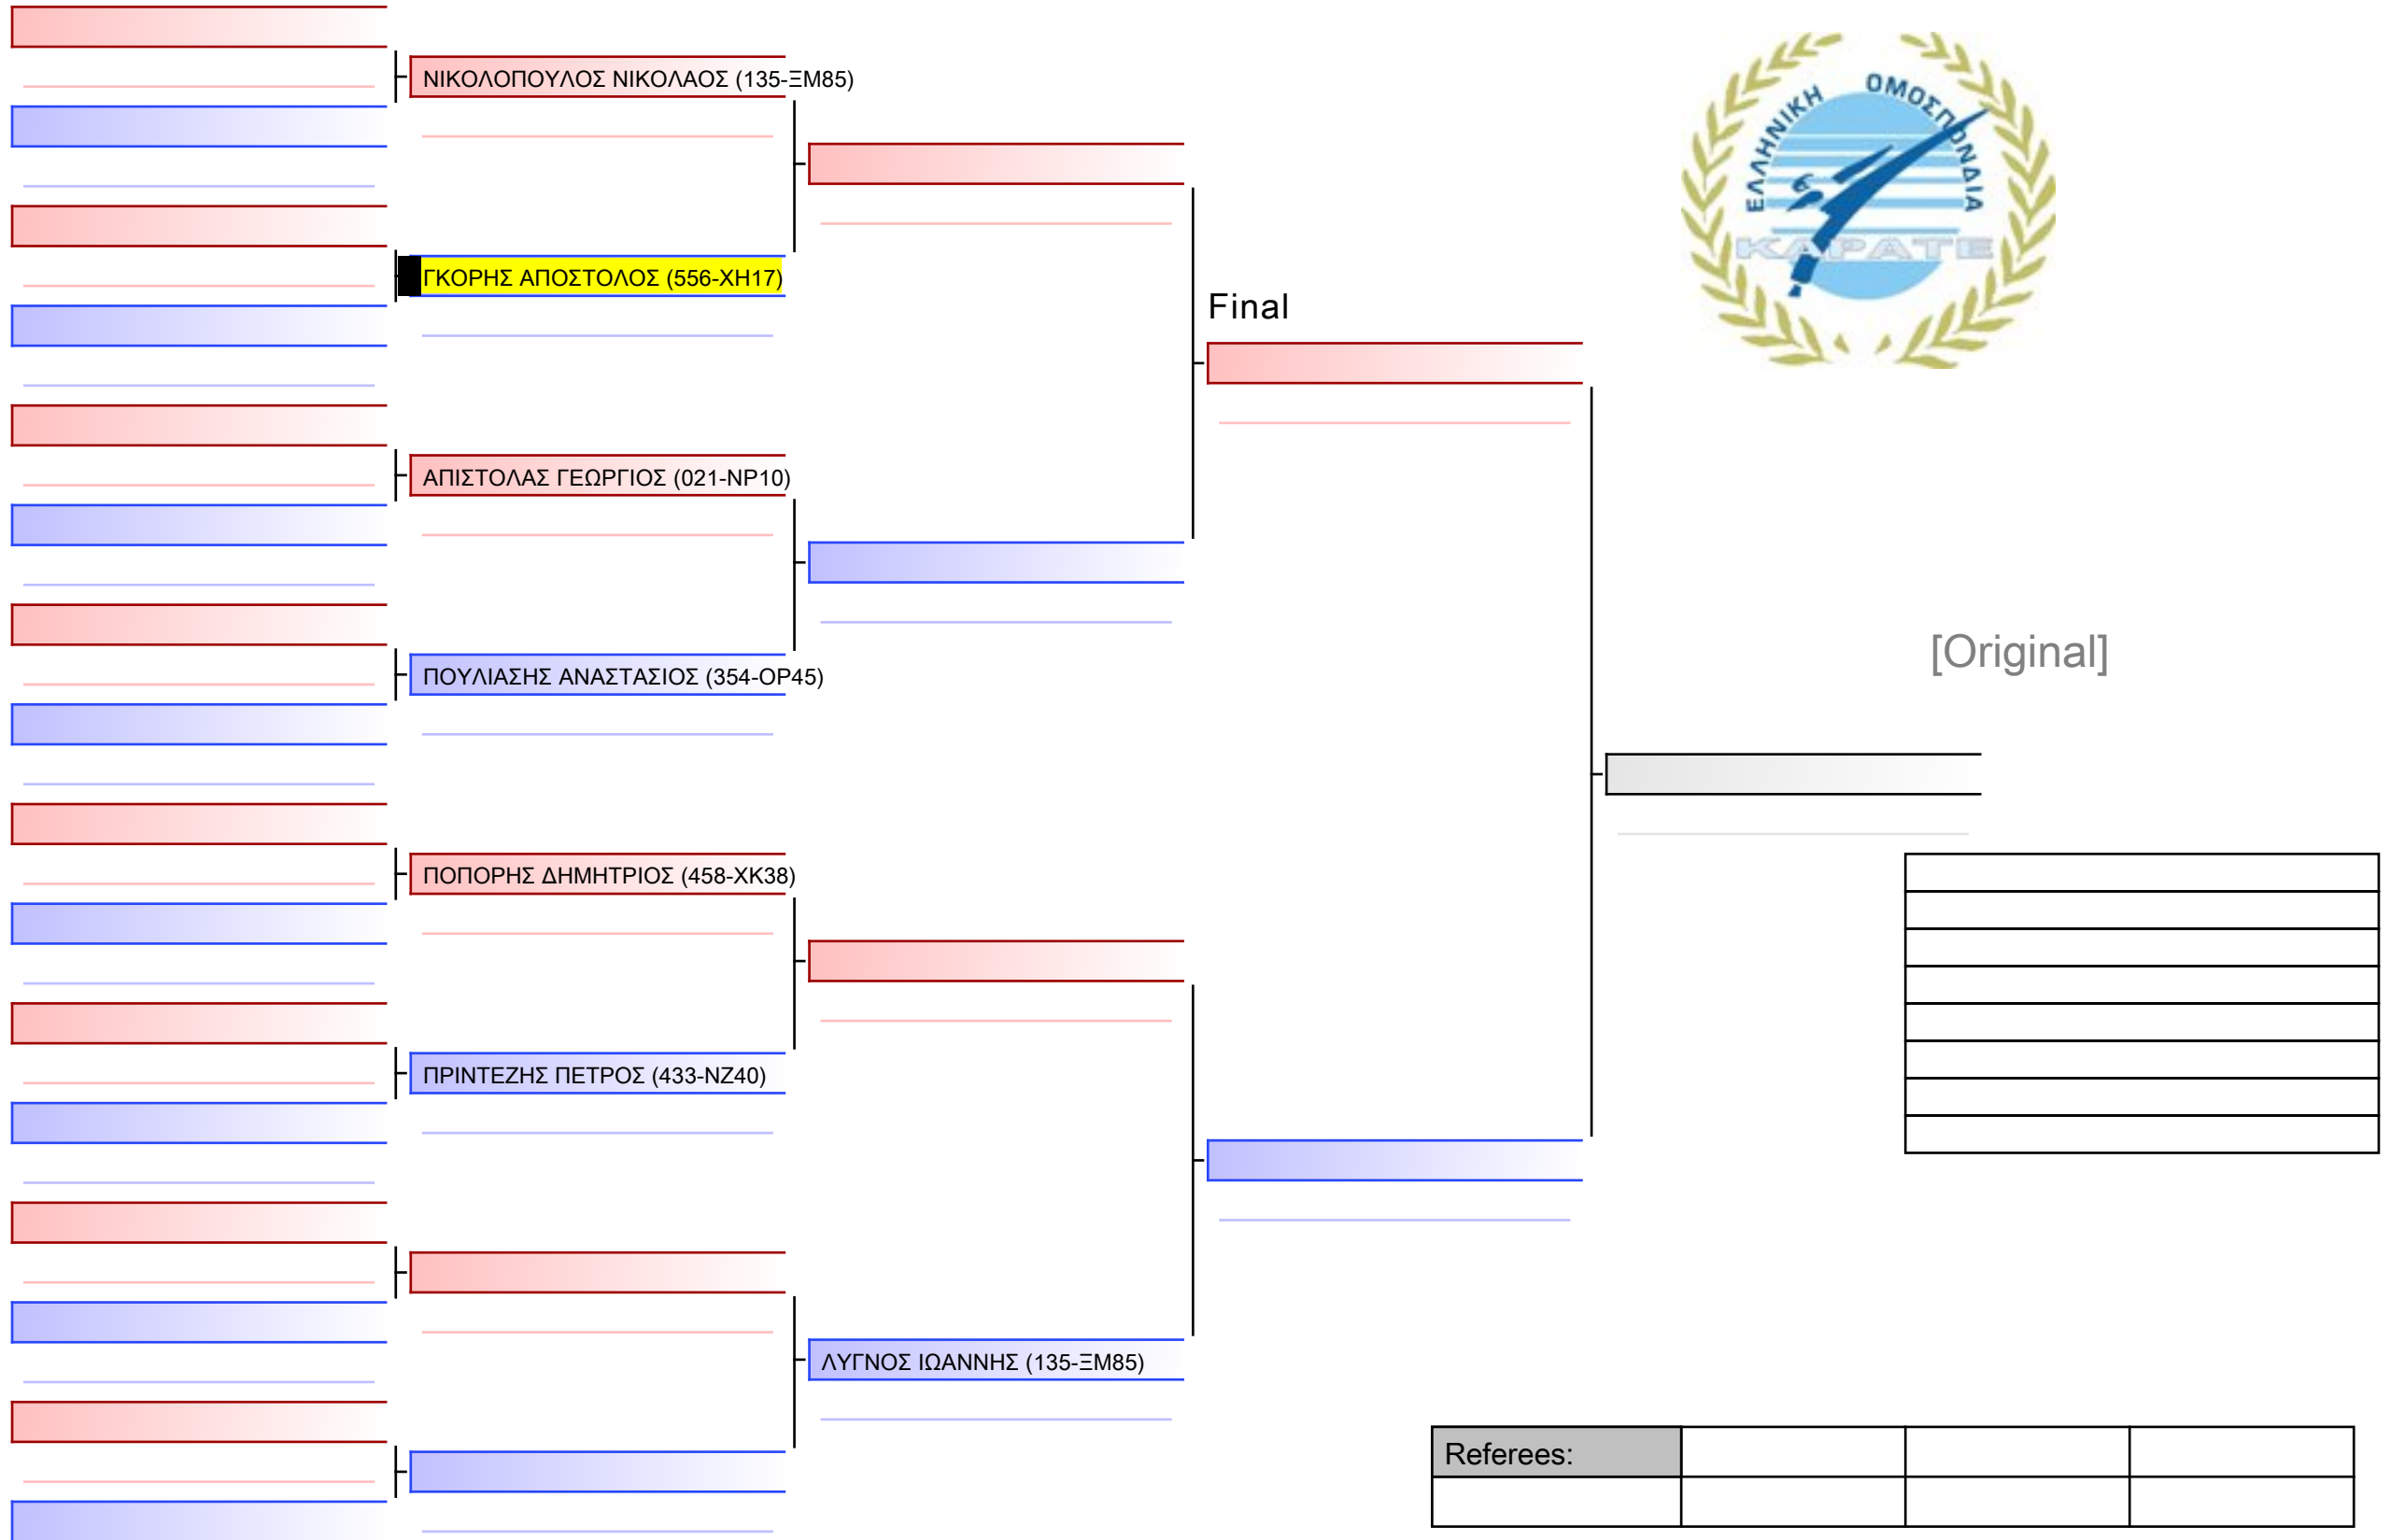 ΝΙΚΟΛΟΠΟΥΛΟΣ ΝΙΚΟΛΑΟΣ (135-ΞΜ85)
ΕΛΛΗΝΙΚΗ ΟΜΟΣΠΟΝΔΙΑ
ΚΑΡΑΤΕ
ΓΚΟΡΗΣ ΑΠΟΣΤΟΛΟΣ (556-ΧΗ17)
Final
ΑΠΙΣΤΟΛΑΣ ΓΕΩΡΓΙΟΣ (021-ΝΡ10)
[Original]
ΠΟΥΛΙΑΣΗΣ ΑΝΑΣΤΑΣΙΟΣ (354-ΟΡ45)
ΠΟΠΟΡΗΣ ΔΗΜΗΤΡΙΟΣ (458-ΧΚ38)
ΠΡΙΝΤΕΖΗΣ ΠΕΤΡΟΣ (433-ΝΖ40)
ΛΥΓΝΟΣ ΙΩΑΝΝΗΣ (135-ΞΜ85)
Referees: